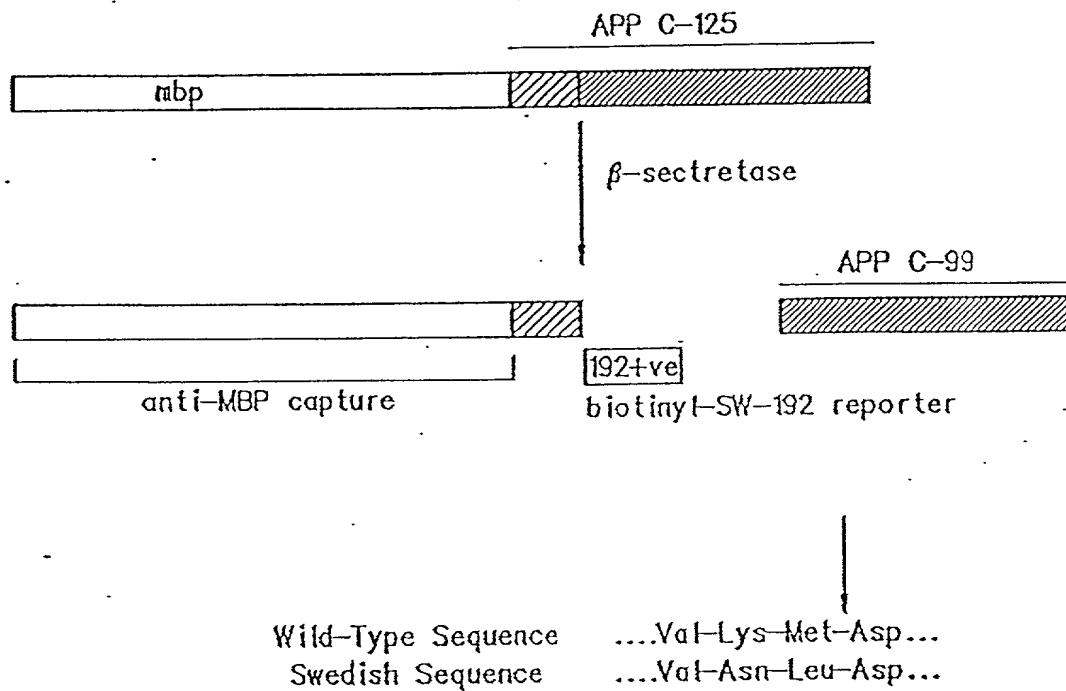 APP C-125
mbp
β-sectretase
APP C-99
192+ve
anti-MBP capture
biotinyl-SW-192 reporter
Wild-Type Sequence ....Val-Lys-Met-Asp...
Swedish Sequence ....Val-Asn-Leu-Asp...